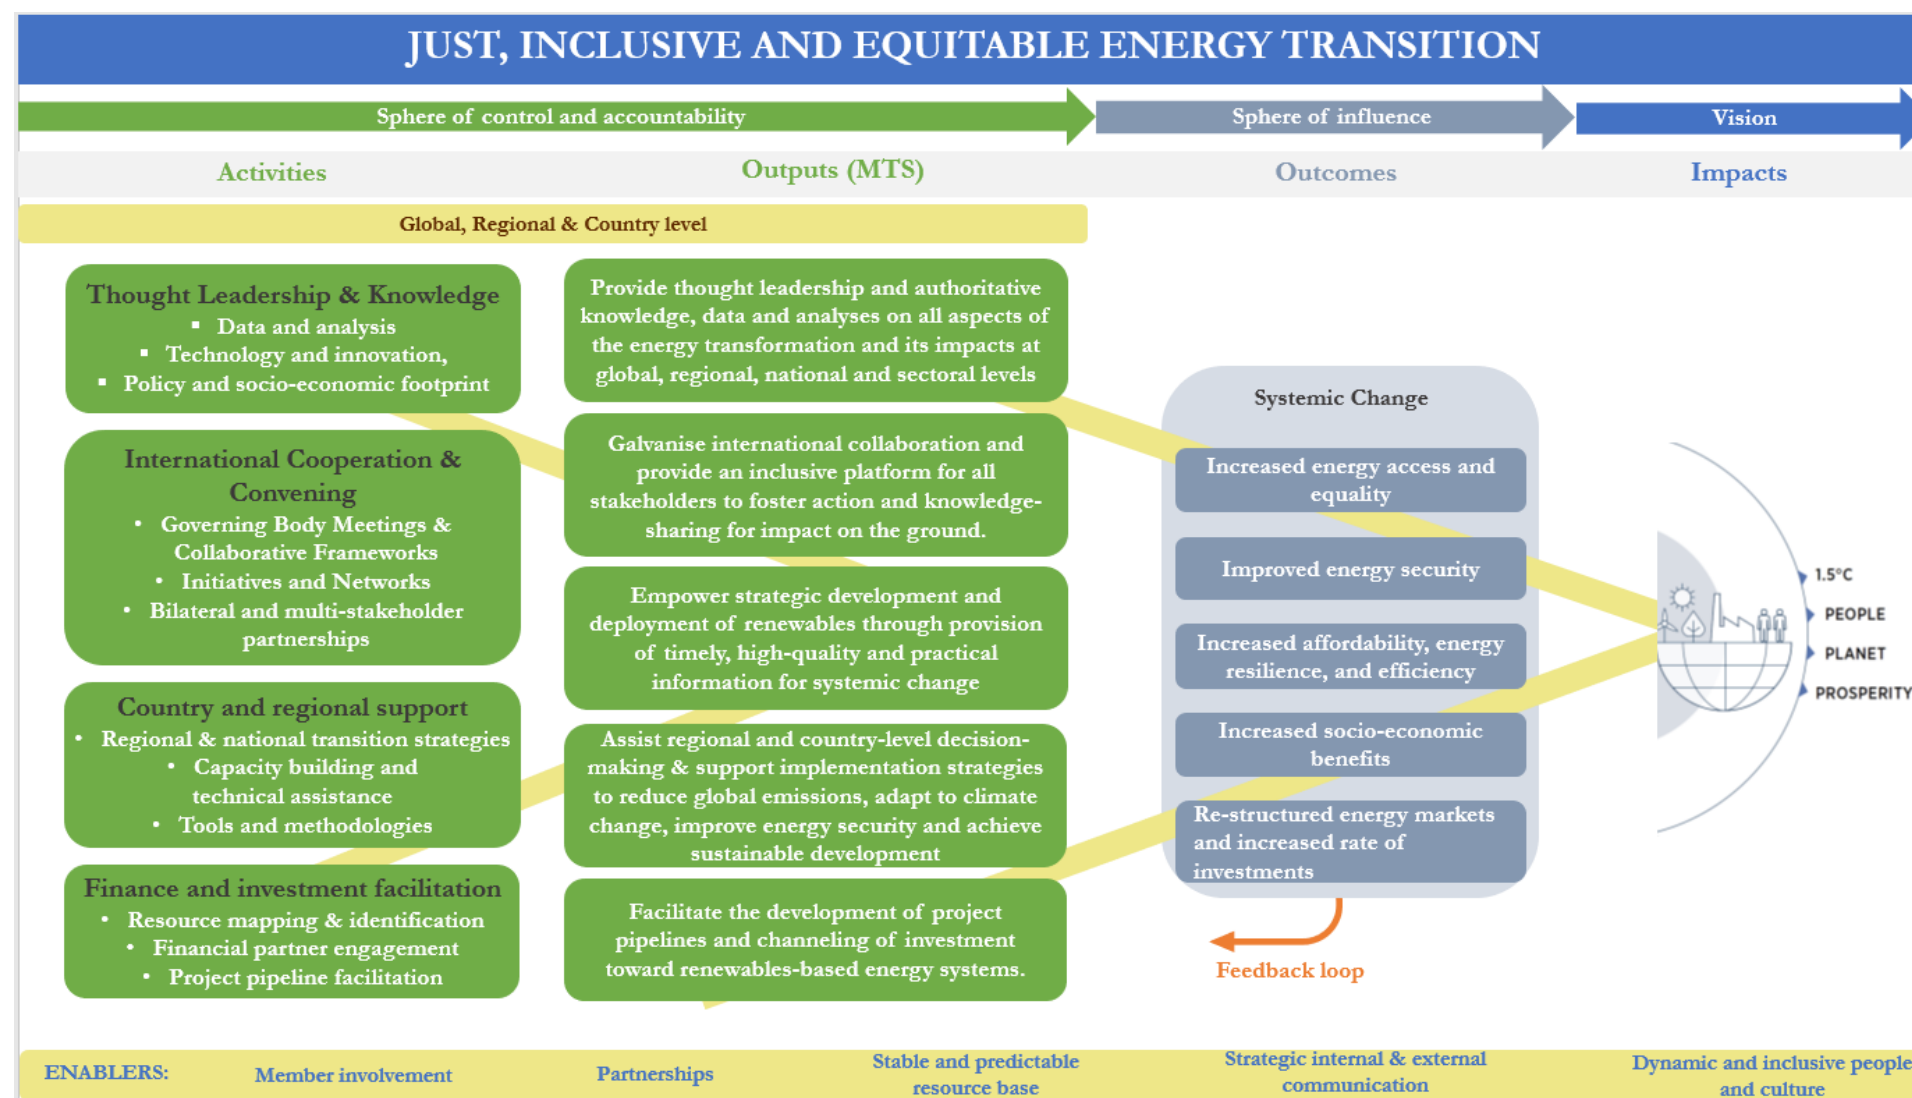 JUST, INCLUSIVE AND EQUITABLE ENERGY TRANSITION
Sphere of control and accountability
Sphere of influence
Vision
Activities
Outputs (MTS)
Outcomes
Impacts
Global, Regional & Country level
Thought Leadership & Knowledge
▪ Data and analysis
▪ Technology and innovation,
▪ Policy and socio-economic footprint
International Cooperation &
Convening
• Governing Body Meetings &
Collaborative Frameworks
• Initiatives and Networks
• Bilateral and multi-stakeholder
partnerships
Country and regional support
• Regional & national transition strategies
• Capacity building and
technical assistance
• Tools and methodologies
Finance and investment facilitation
• Resource mapping & identification
• Financial partner engagement
• Project pipeline facilitation
Provide thought leadership and authoritative
knowledge, data and analyses on all aspects of
the energy transformation and its impacts at
global, regional, national and sectoral levels
Galvanise international collaboration and
provide an inclusive platform for all
stakeholders to foster action and knowledge-
sharing for impact on the ground.
Empower strategic development and
deployment of renewables through provision
of timely, high-quality and practical
information for systemic change
Assist regional and country-level decision-
making & support implementation strategies
to reduce global emissions, adapt to climate
change, improve energy security and achieve
sustainable development
Facilitate the development of project
pipelines and channeling of investment
toward renewables-based energy systems.
Systemic Change
Increased energy access and
equality
Improved energy security
Increased affordability, energy
resilience, and efficiency
Increased socio-economic
benefits
Re-structured energy markets
and increased rate of
investments
Feedback loop
1.5°C
PEOPLE
PLANET
PROSPERITY
ENABLERS:
Member involvement
Partnerships
Stable and predictable
resource base
Strategic internal & external
communication
Dynamic and inclusive people
and culture